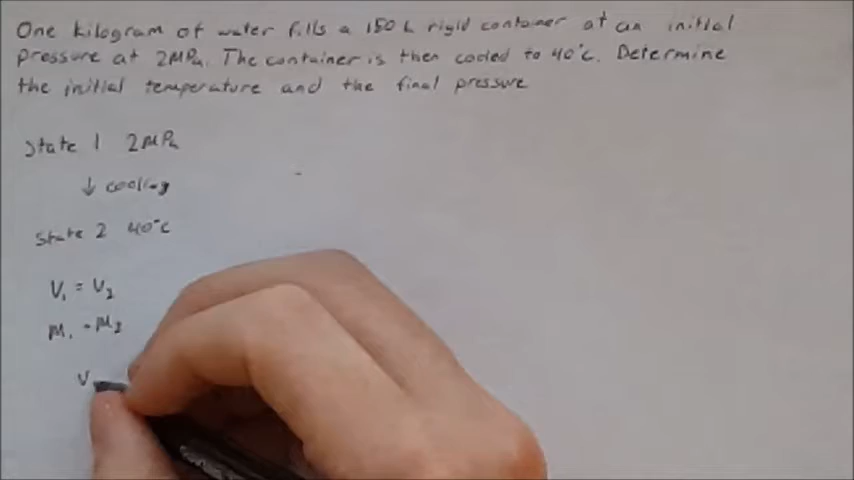 One kilogram of water fills a 150 L rigid container at an initial
pressure at 2MPa. The container is then cooled to 40°C. Determine
the initial temperature and the final pressure
State 1 2MPa
↓ cooling
State 2 40°C
V₁ = V₂
M₁ = M₂
V